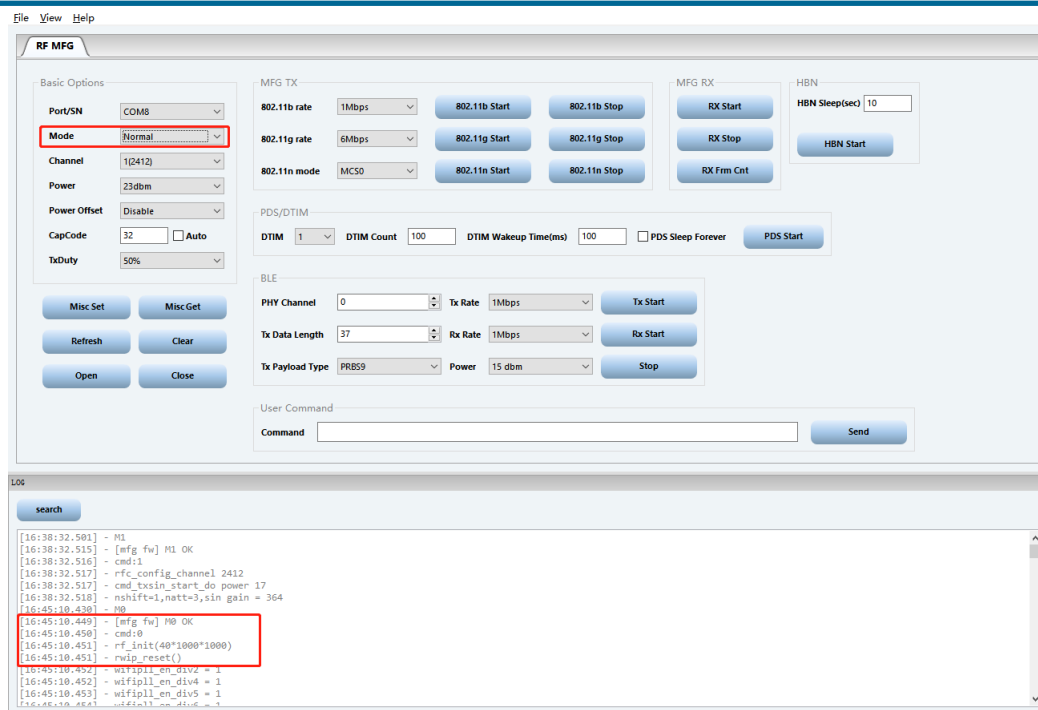 File View Help
RF MFG
Basic Options
Port/SN COM8
Mode Normal
Channel 1(2412)
Power 23dbm
Power Offset Disable
CapCode 32 Auto
TxDuty 50%
Misc Set Misc Get
Refresh Clear
Open Close
MFG TX
802.11b rate 1Mbps 802.11b Start 802.11b Stop
802.11g rate 6Mbps 802.11g Start 802.11g Stop
802.11n mode MCS0 802.11n Start 802.11n Stop
MFG RX
RX Start
RX Stop
RX Frm Cnt
HBN
HBN Sleep(sec) 10
HBN Start
PDS/DTIM
DTIM 1 DTIM Count 100 DTIM Wakeup Time(ms) 100 PDS Sleep Forever PDS Start
BLE
PHY Channel 0 Tx Rate 1Mbps Tx Start
Tx Data Length 37 Rx Rate 1Mbps Rx Start
Tx Payload Type PRBS9 Power 15 dbm Stop
User Command
Command Send
LOG
search
[16:38:32.501] - M1
[16:38:32.515] - [mfg fw] M1 OK
[16:38:32.516] - cmd:1
[16:38:32.517] - rfc_config_channel 2412
[16:38:32.517] - cmd_txsin_start_do power 17
[16:38:32.518] - nshift=1,natt=3,sin gain = 364
[16:45:10.430] - M0
[16:45:10.449] - [mfg fw] M0 OK
[16:45:10.450] - cmd:0
[16:45:10.451] - rf_init(40*1000*1000)
[16:45:10.451] - rwip_reset()
[16:45:10.452] - wifipll_en_div2 = 1
[16:45:10.452] - wifipll_en_div4 = 1
[16:45:10.453] - wifipll_en_div5 = 1
[16:45:10.454] - wifipll_en_div6 = 1